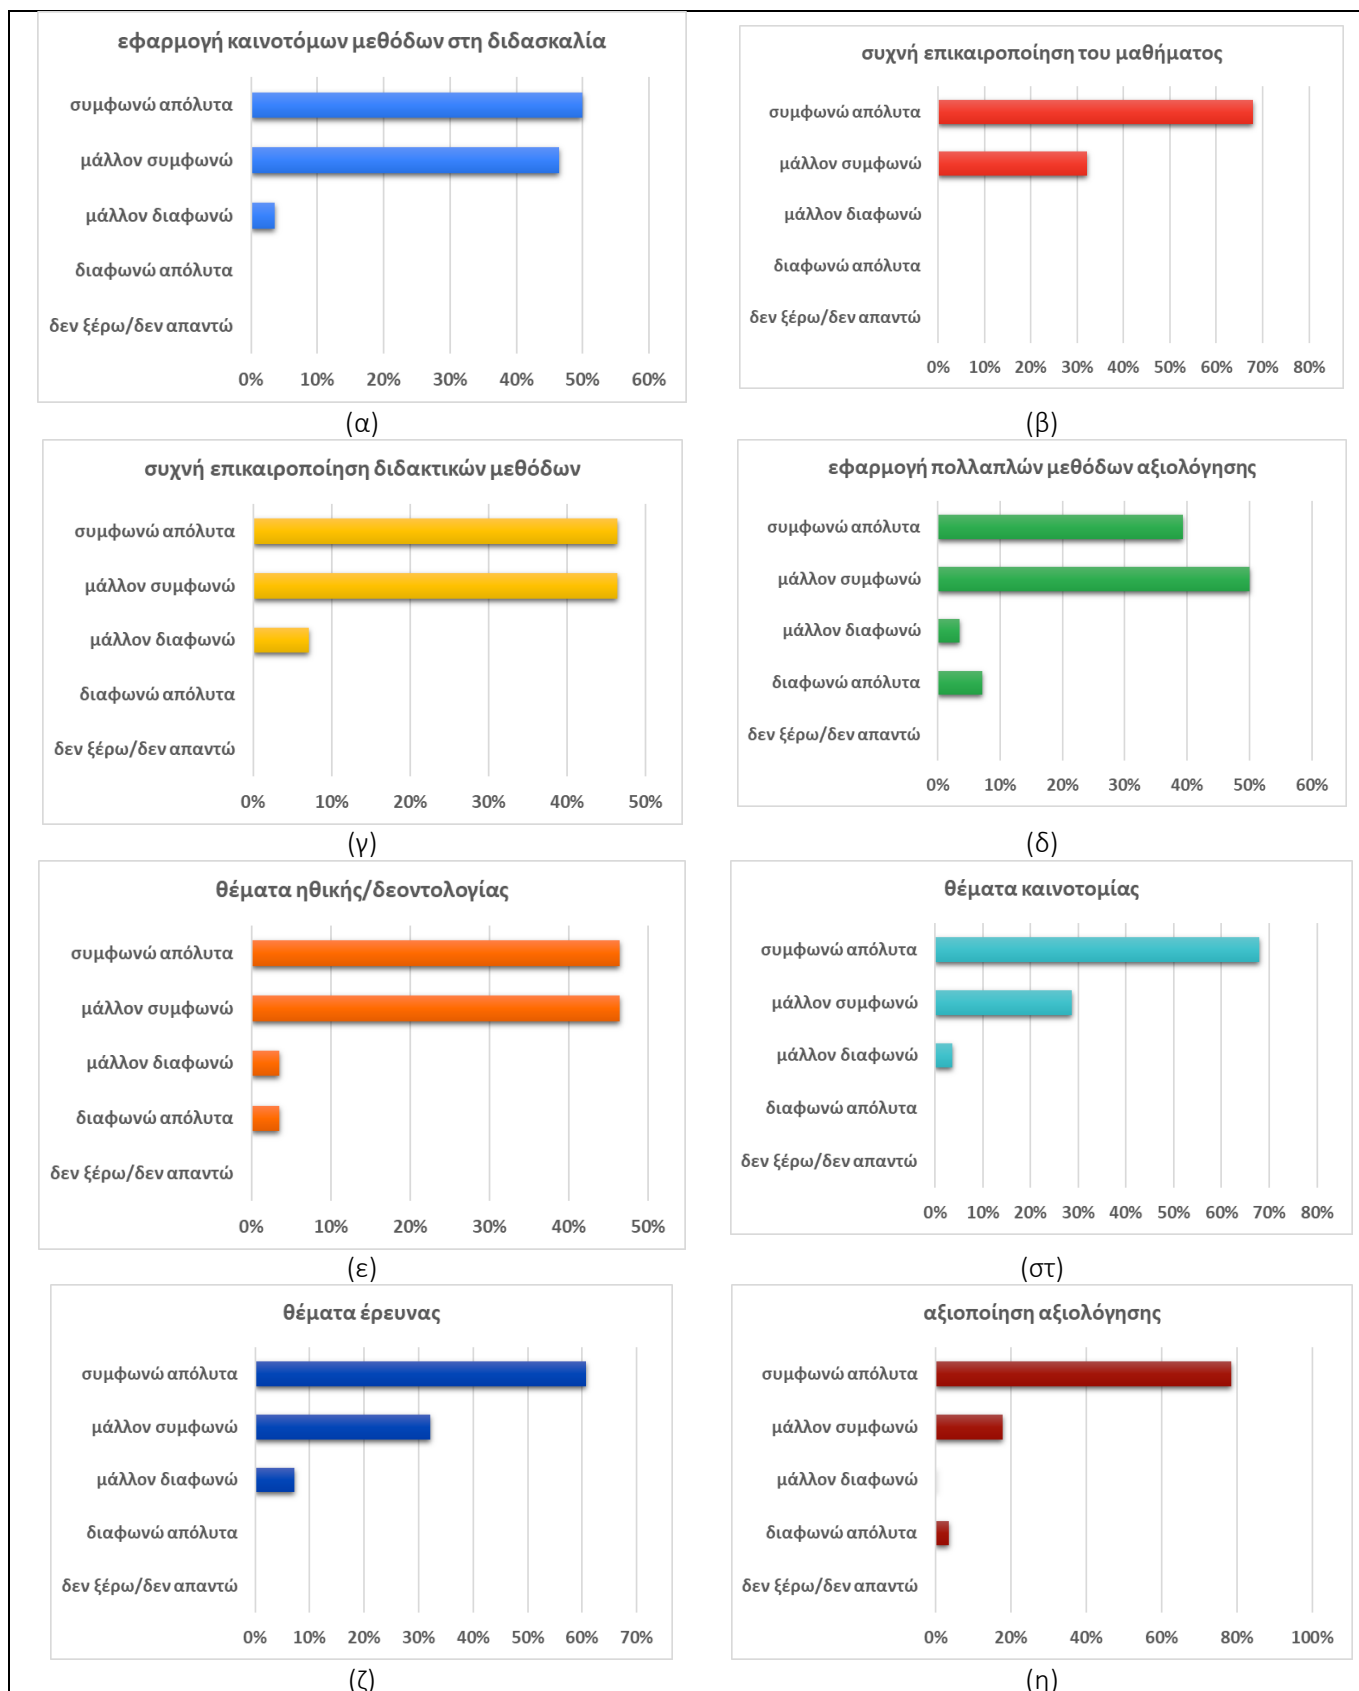 εφαρμογή καινοτόμων μεθόδων στη διδασκαλία
συμφωνώ απόλυτα
μάλλον συμφωνώ
μάλλον διαφωνώ
διαφωνώ απόλυτα
δεν ξέρω/δεν απαντώ
0% 10% 20% 30% 40% 50% 60%
(α)
συχνή επικαιροποίηση του μαθήματος
συμφωνώ απόλυτα
μάλλον συμφωνώ
μάλλον διαφωνώ
διαφωνώ απόλυτα
δεν ξέρω/δεν απαντώ
0% 10% 20% 30% 40% 50% 60% 70% 80%
(β)
συχνή επικαιροποίηση διδακτικών μεθόδων
συμφωνώ απόλυτα
μάλλον συμφωνώ
μάλλον διαφωνώ
διαφωνώ απόλυτα
δεν ξέρω/δεν απαντώ
0% 10% 20% 30% 40% 50%
(γ)
εφαρμογή πολλαπλών μεθόδων αξιολόγησης
συμφωνώ απόλυτα
μάλλον συμφωνώ
μάλλον διαφωνώ
διαφωνώ απόλυτα
δεν ξέρω/δεν απαντώ
0% 10% 20% 30% 40% 50% 60%
(δ)
θέματα ηθικής/δεοντολογίας
συμφωνώ απόλυτα
μάλλον συμφωνώ
μάλλον διαφωνώ
διαφωνώ απόλυτα
δεν ξέρω/δεν απαντώ
0% 10% 20% 30% 40% 50%
(ε)
θέματα καινοτομίας
συμφωνώ απόλυτα
μάλλον συμφωνώ
μάλλον διαφωνώ
διαφωνώ απόλυτα
δεν ξέρω/δεν απαντώ
0% 10% 20% 30% 40% 50% 60% 70% 80%
(στ)
θέματα έρευνας
συμφωνώ απόλυτα
μάλλον συμφωνώ
μάλλον διαφωνώ
διαφωνώ απόλυτα
δεν ξέρω/δεν απαντώ
0% 10% 20% 30% 40% 50% 60% 70%
(ζ)
αξιοποίηση αξιολόγησης
συμφωνώ απόλυτα
μάλλον συμφωνώ
μάλλον διαφωνώ
διαφωνώ απόλυτα
δεν ξέρω/δεν απαντώ
0% 20% 40% 60% 80% 100%
(η)